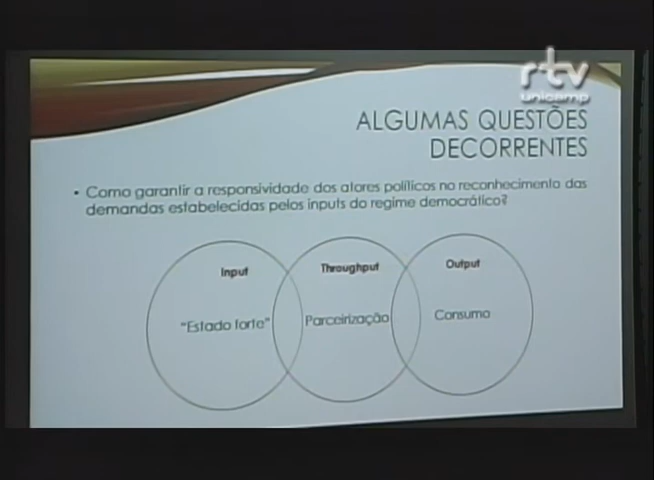 rtv
unicamp
ALGUMAS QUESTÕES
DECORRENTES
• Como garantir a responsividade dos atores políticos no reconhecimento das
demandas estabelecidas pelos inputs do regime democrático?
Input
Throughput
Output
"Estado forte"
Parceirização
Consumo